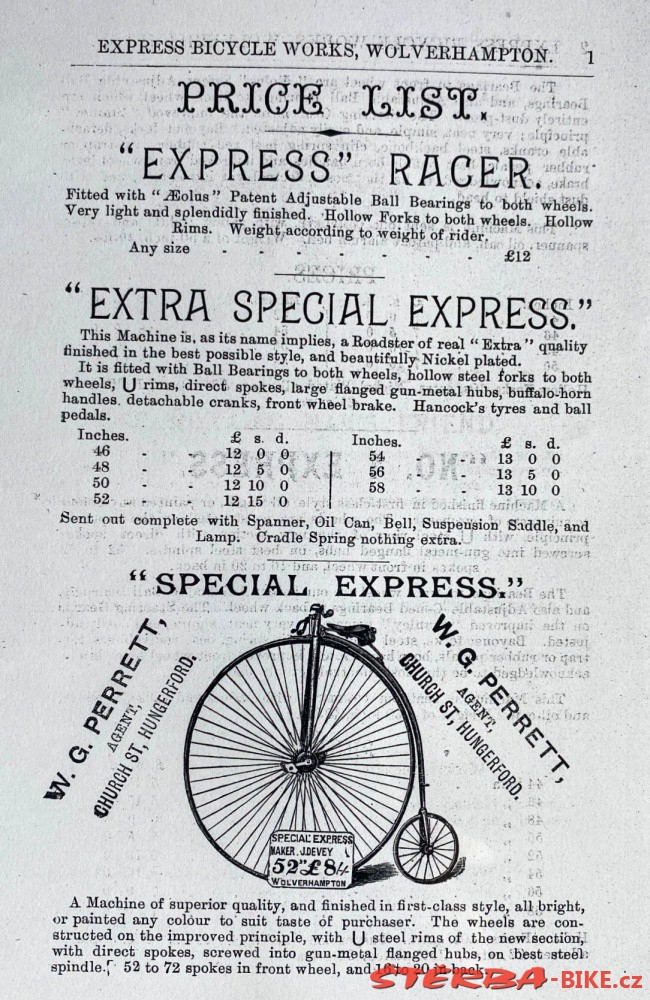 EXPRESS BICYCLE WORKS, WOLVERHAMPTON. 1
PRICE LIST.
"EXPRESS" RACER.
Fitted with "Æolus" Patent Adjustable Ball Bearings to both wheels.
Very light and splendidly finished. Hollow Forks to both wheels. Hollow
Rims. Weight according to weight of rider.
Any size - - - - - - - £12
"EXTRA SPECIAL EXPRESS."
This Machine is, as its name implies, a Roadster of real "Extra" quality
finished in the best possible style, and beautifully Nickel plated.
It is fitted with Ball Bearings to both wheels, hollow steel forks to both
wheels, U rims, direct spokes, large flanged gun-metal hubs, buffalo-horn
handles, detachable cranks, front wheel brake. Hancock's tyres and ball
pedals.
Inches. £ s. d.
46 - - 12 0 0
48 - - 12 5 0
50 - - 12 10 0
52 - - 12 15 0
Inches. £ s. d.
54 - - 13 0 0
56 - - 13 5 0
58 - - 13 10 0
Sent out complete with Spanner, Oil Can, Bell, Suspension Saddle, and
Lamp. Cradle Spring nothing extra.
"SPECIAL EXPRESS."
W. G. PERRETT,
AGENT,
CHURCH ST, HUNGERFORD.
W. G. PERRETT,
AGENT,
CHURCH ST, HUNGERFORD.
SPECIAL EXPRESS
MAKER. J. DEVEY
52" £8/-
WOLVERHAMPTON
A Machine of superior quality, and finished in first-class style, all bright,
or painted any colour to suit taste of purchaser. The wheels are con-
structed on the improved principle, with U steel rims of the new section,
with direct spokes, screwed into gun-metal flanged hubs, on best steel
spindle. 52 to 72 spokes in front wheel, and 16 to 20 in back.
STERBA-BIKE.cz